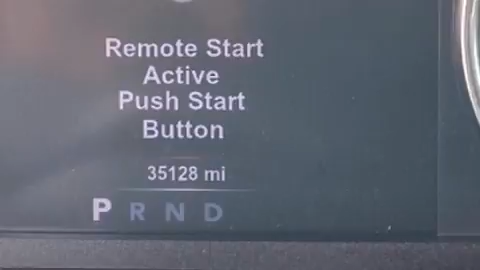 Remote Start
Active
Push Start
Button
35128 mi
P R N D